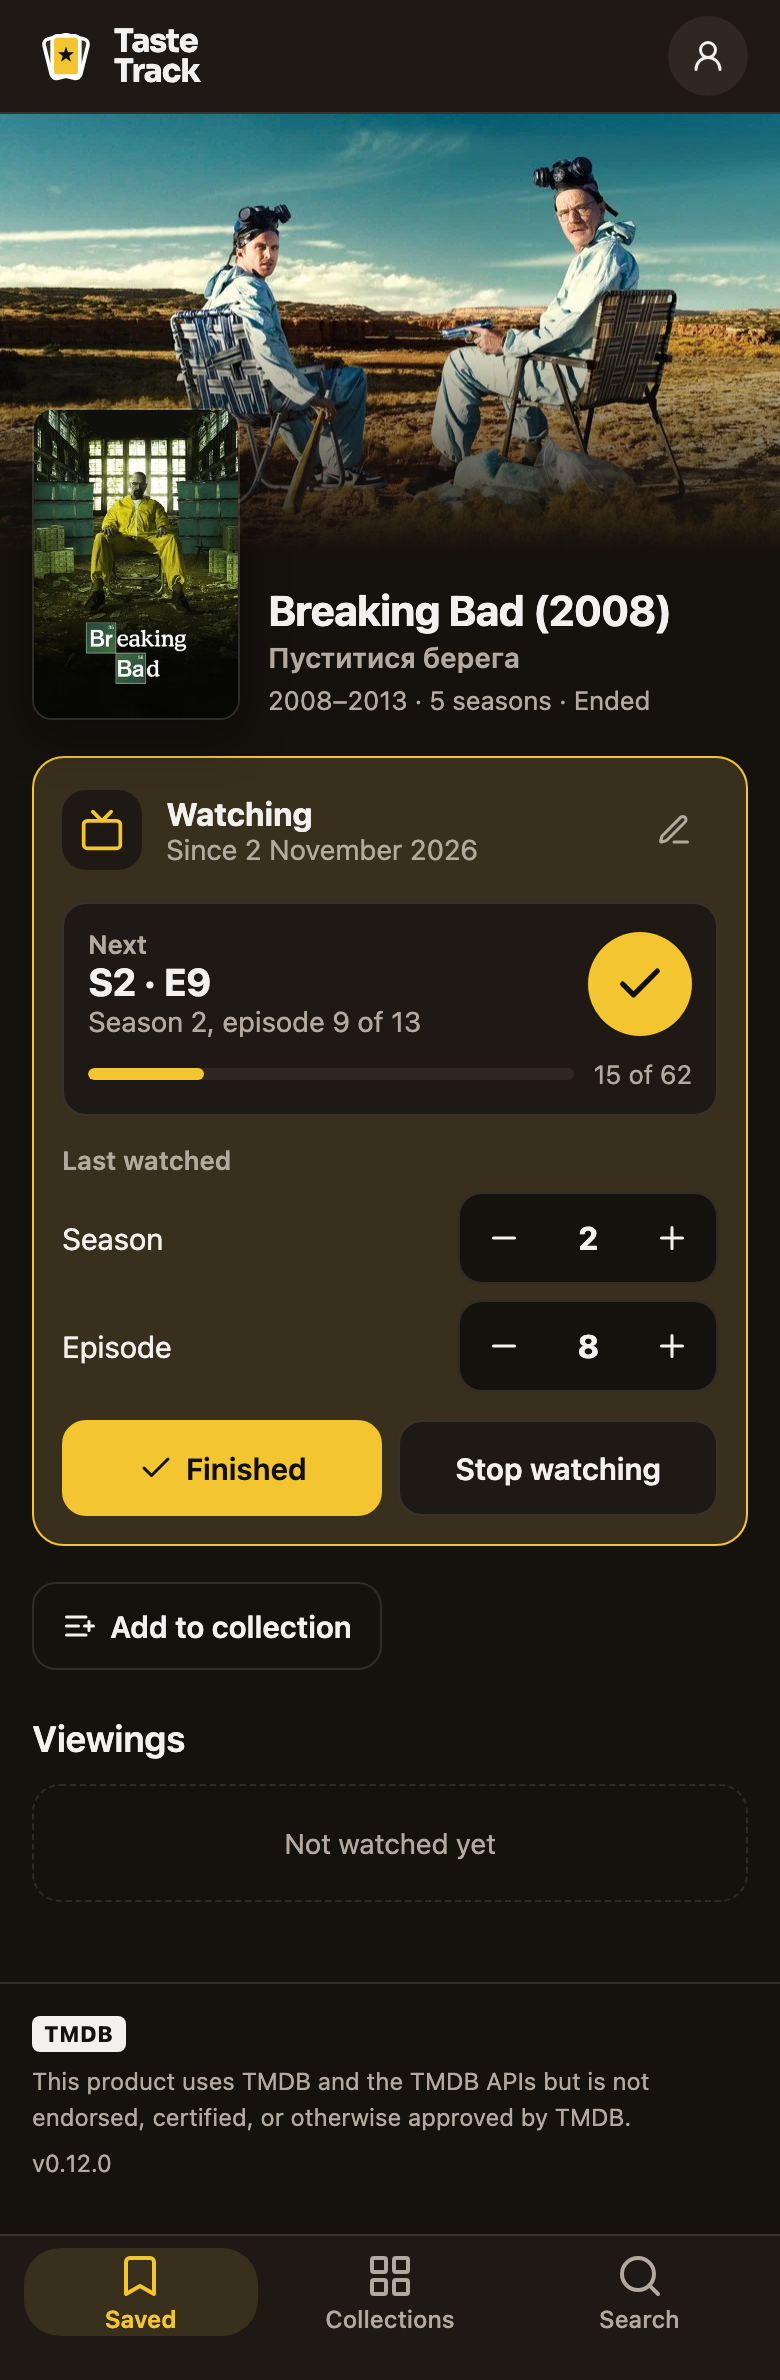 Taste
Track
Breaking
Bad
Breaking Bad (2008)
Пуститися берега
2008–2013 · 5 seasons · Ended
Watching
Since 2 November 2026
Next
S2 · E9
Season 2, episode 9 of 13
15 of 62
Last watched
Season
2
Episode
8
Finished
Stop watching
Add to collection
Viewings
Not watched yet
TMDB
This product uses TMDB and the TMDB APIs but is not
endorsed, certified, or otherwise approved by TMDB.
v0.12.0
Saved
Collections
Search